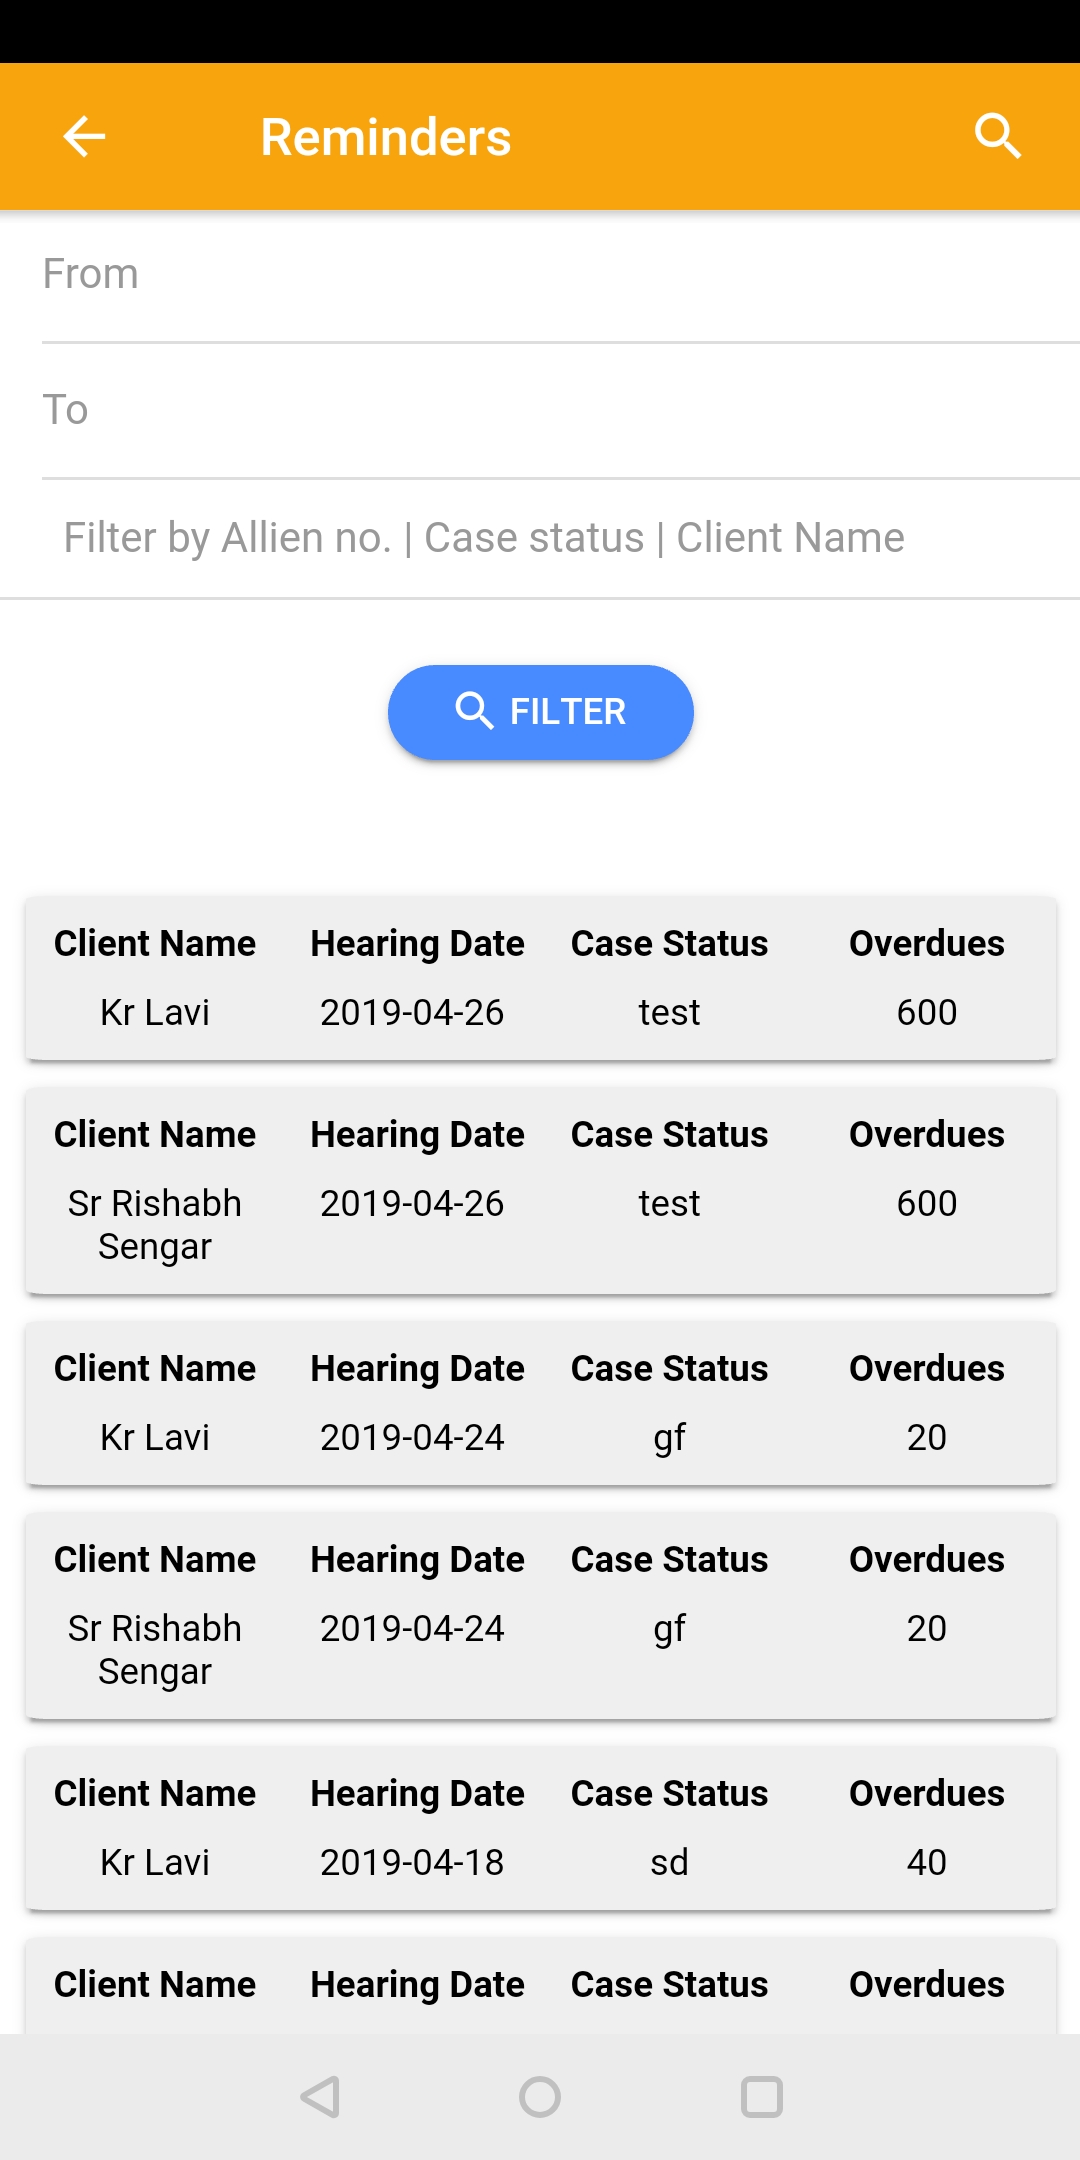 Reminders
From
To
Filter by Allien no. | Case status | Client Name
FILTER
Client Name Hearing Date Case Status Overdues
Kr Lavi 2019-04-26 test 600
Client Name Hearing Date Case Status Overdues
Sr Rishabh 2019-04-26 test 600
Sengar
Client Name Hearing Date Case Status Overdues
Kr Lavi 2019-04-24 gf 20
Client Name Hearing Date Case Status Overdues
Sr Rishabh 2019-04-24 gf 20
Sengar
Client Name Hearing Date Case Status Overdues
Kr Lavi 2019-04-18 sd 40
Client Name Hearing Date Case Status Overdues